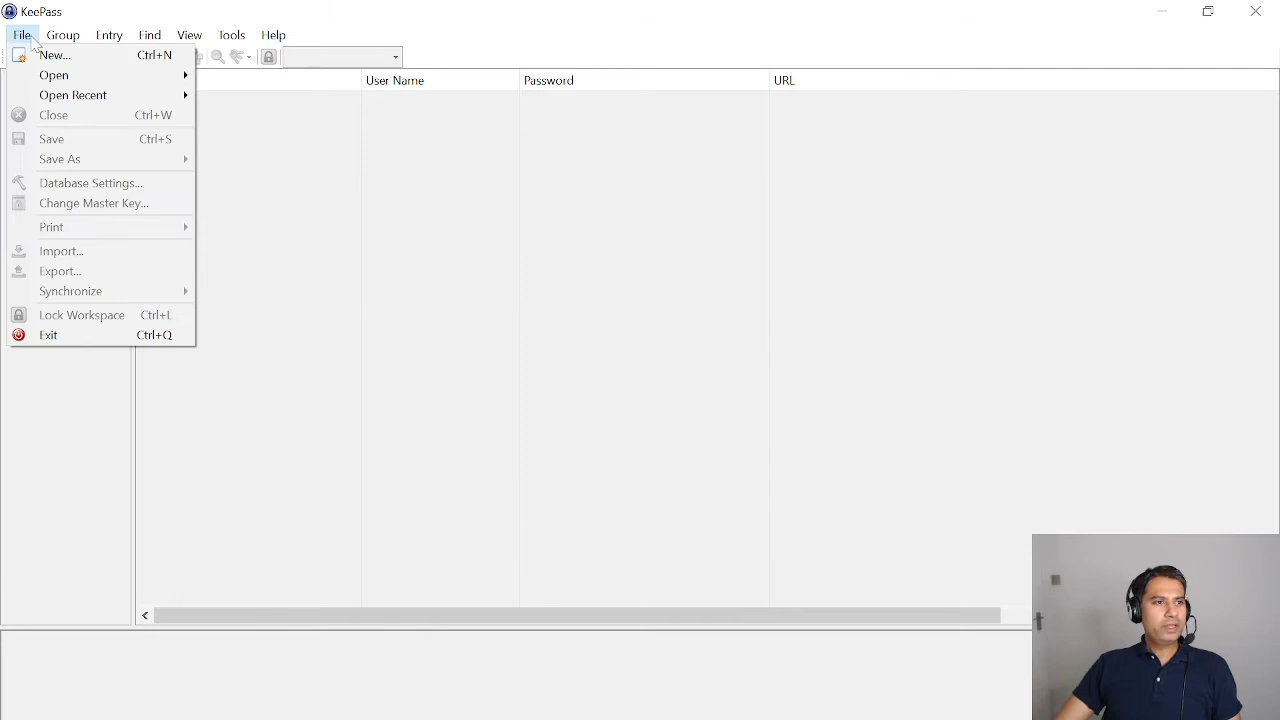 KeePass
File Group Entry Find View Tools Help
User Name Password URL
New... Ctrl+N
Open
Open Recent
Close Ctrl+W
Save Ctrl+S
Save As
Database Settings...
Change Master Key...
Print
Import...
Export...
Synchronize
Lock Workspace Ctrl+L
Exit Ctrl+Q